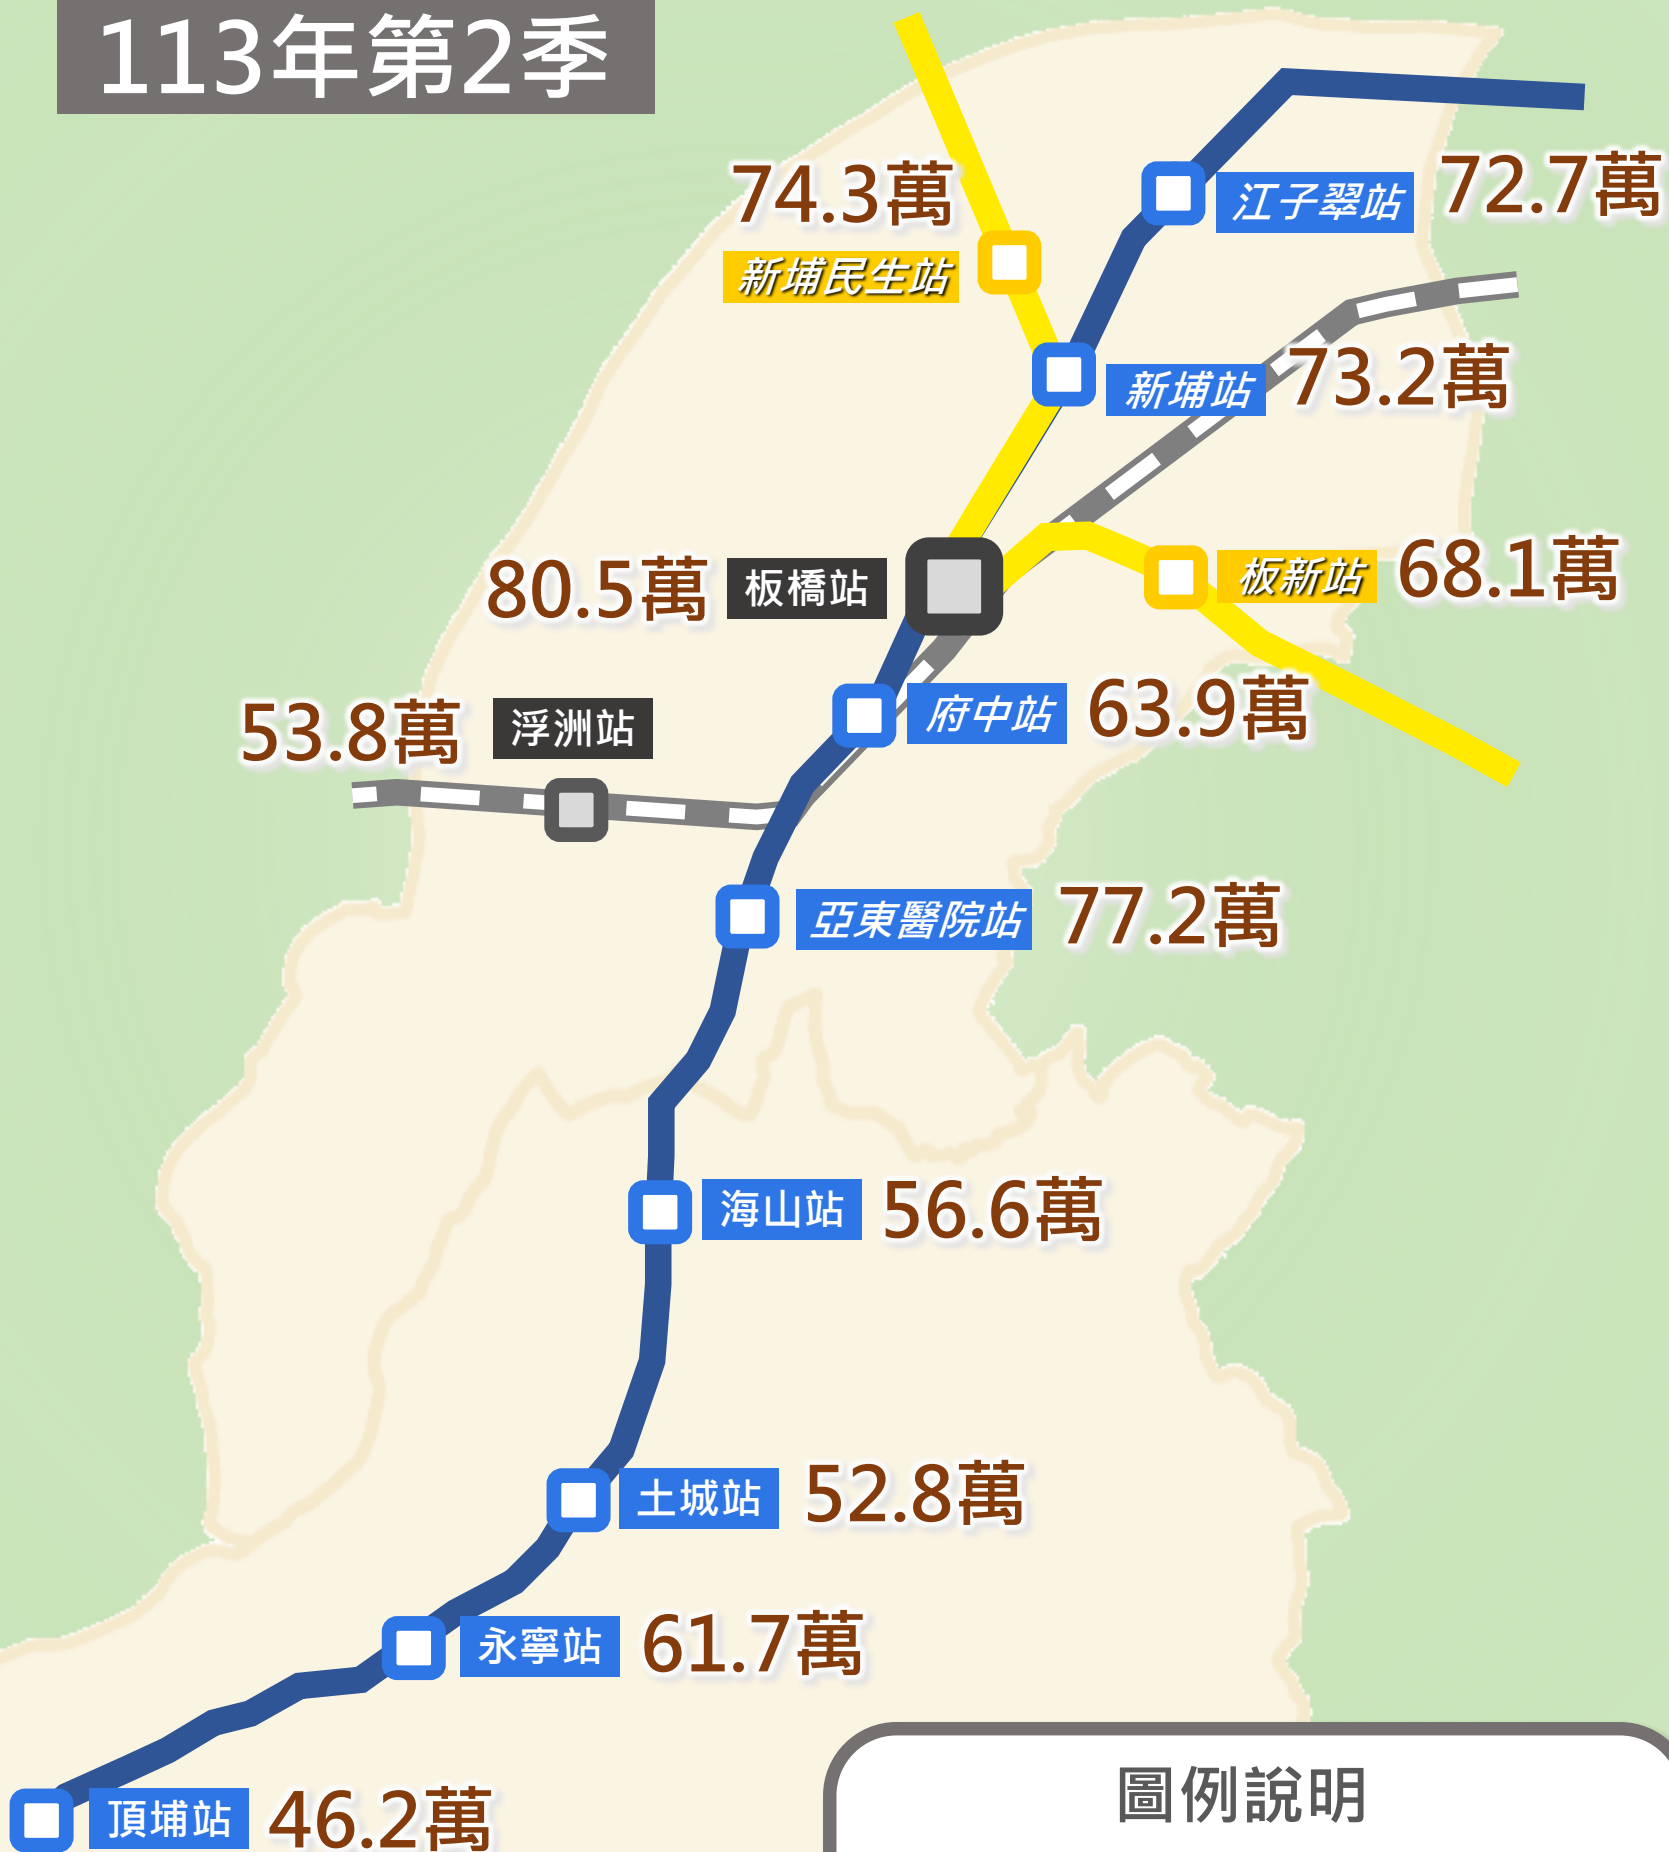 113年第2季
74.3萬
新埔民生站
江子翠站
72.7萬
新埔站
73.2萬
80.5萬
板橋站
板新站
68.1萬
53.8萬
浮洲站
府中站
63.9萬
亞東醫院站
77.2萬
海山站
56.6萬
土城站
52.8萬
永寧站
61.7萬
頂埔站
46.2萬
圖例說明